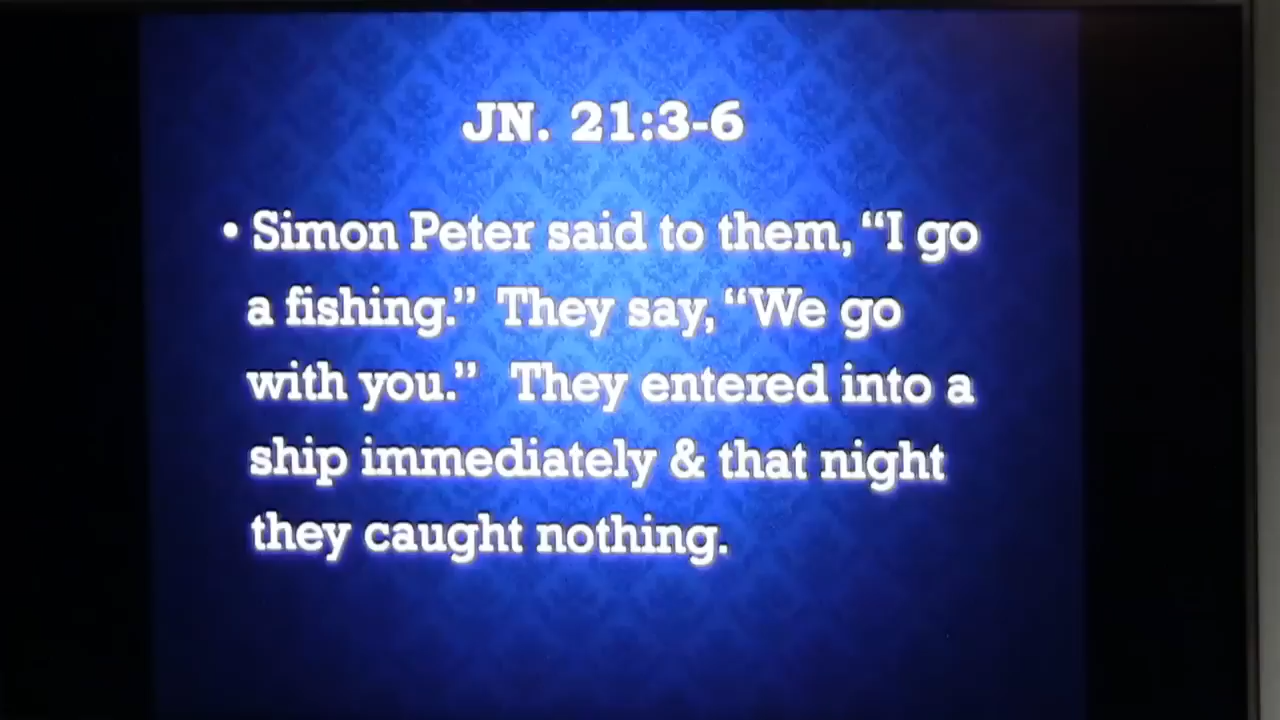 JN. 21:3-6
• Simon Peter said to them, “I go
a fishing.” They say, “We go
with you.” They entered into a
ship immediately & that night
they caught nothing.